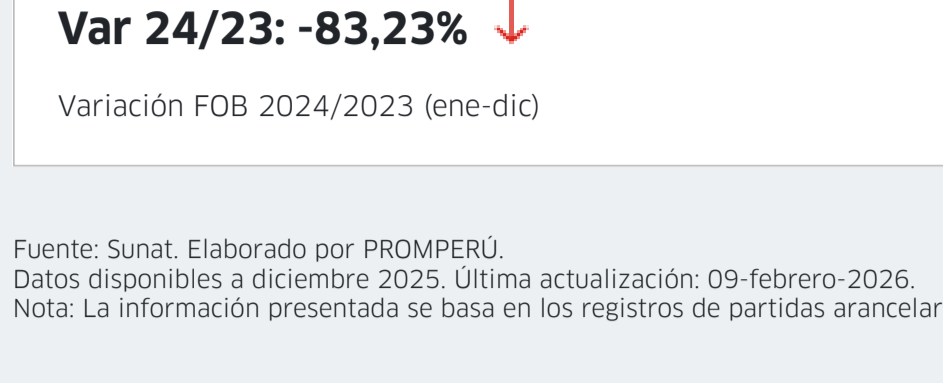 Var 24/23: -83,23%
Variación FOB 2024/2023 (ene-dic)
Fuente: Sunat. Elaborado por PROMPERÚ.
Datos disponibles a diciembre 2025. Última actualización: 09-febrero-2026.
Nota: La información presentada se basa en los registros de partidas arancelar